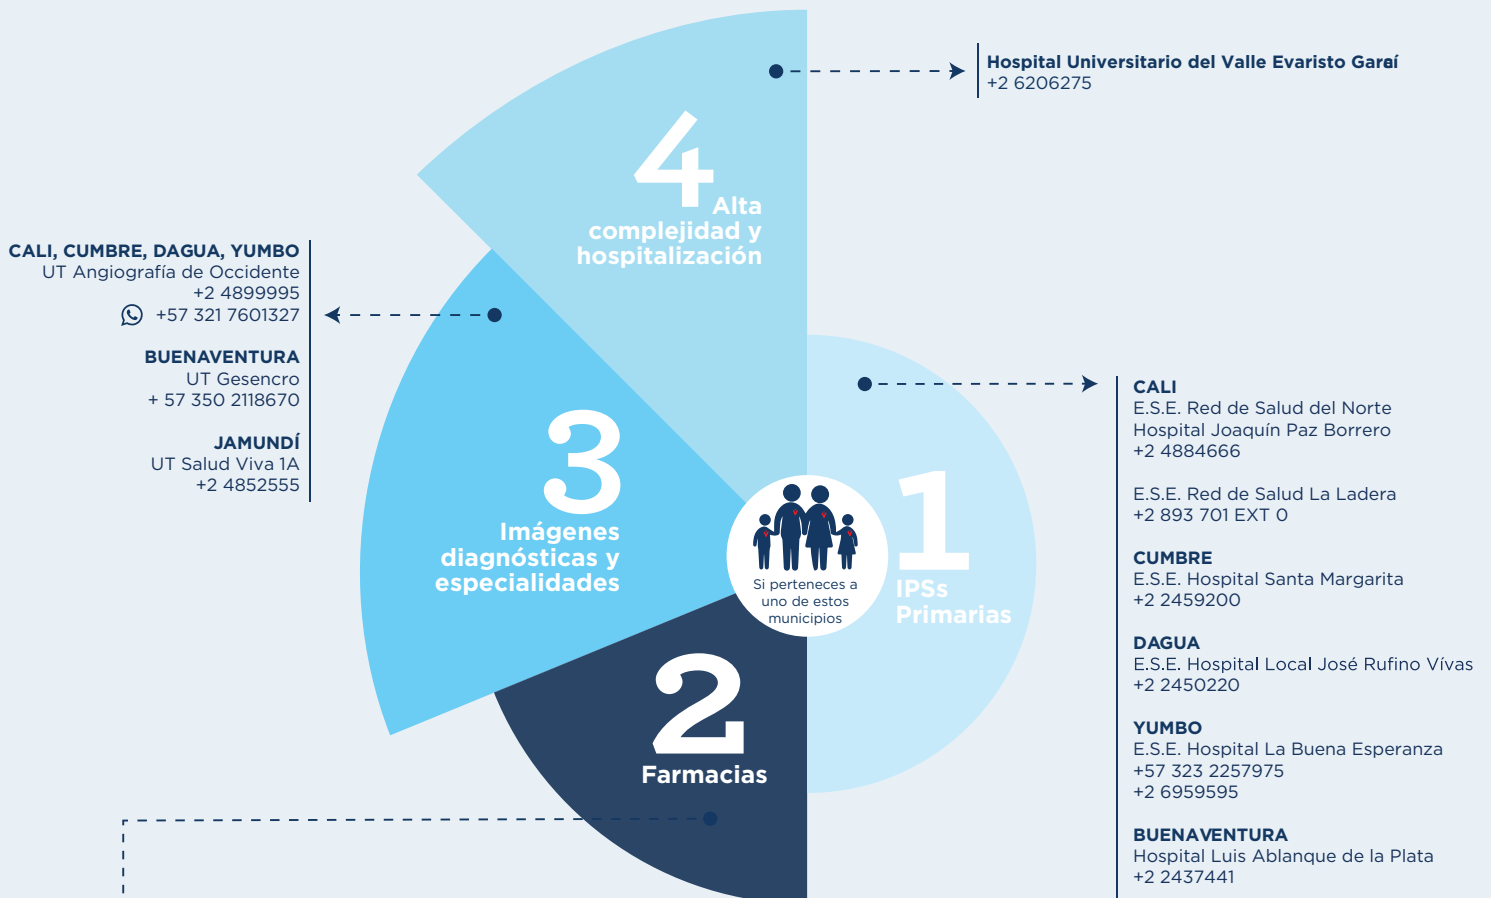 Hospital Universitario del Valle Evaristo
+2 6206275
4
Alta
complejidad y
hospitalización
CALI, CUMBRE, DAGUA, YUMBO
UT Angiografía de Occidente
+2 4899995
+57 321 7601327
BUENAVENTURA
UT Gesencro
+ 57 350 2118670
JAMUNDÍ
UT Salud Viva 1A
+2 4852555
3
Imágenes
diagnósticas y
especialidades
Si perteneces a
uno de estos
municipios
1
IPSs
Primarias
2
Farmacias
CALI
E.S.E. Red de Salud del Norte
Hospital Joaquín Paz Borrero
+2 4884666
E.S.E. Red de Salud La Ladera
+2 893 701 EXT 0
CUMBRE
E.S.E. Hospital Santa Margarita
+2 2459200
DAGUA
E.S.E. Hospital Local José Rufino Vívas
+2 2450220
YUMBO
E.S.E. Hospital La Buena Esperanza
+57 323 2257975
+2 6959595
BUENAVENTURA
Hospital Luis Ablanque de la Plata
+2 2437441